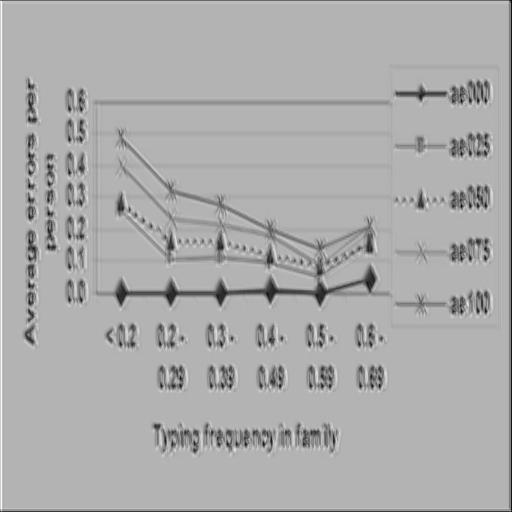 Average errors per
person
0.6
0.5
0.4
0.3
0.2
0.1
0.0
<0.2 0.2- 0.3- 0.4- 0.5- 0.6-
0.29 0.39 0.49 0.59 0.69
Typing frequency in family
ae000
ae025
ae050
ae075
ae100